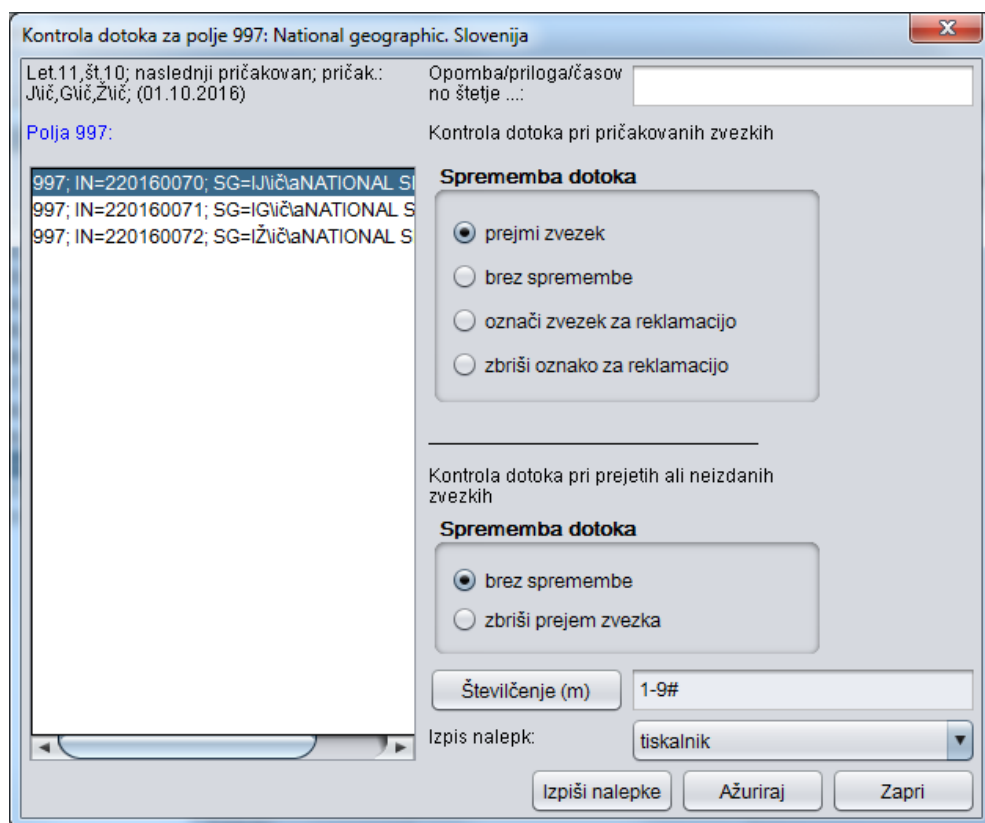 Kontrola dotoka za polje 997: National geographic. Slovenija
Let.11,št.10; naslednji pričakovan; pričak.:
J\ič,G\ič,Ž\ič; (01.10.2016)
Opomba/priloga/časov
no štetje ...:
Polja 997:
997; IN=220160070; SG=IJ\ič\aNATIONAL SI
997; IN=220160071; SG=IG\ič\aNATIONAL S
997; IN=220160072; SG=IŽ\ič\aNATIONAL S
Kontrola dotoka pri pričakovanih zvezkih
Sprememba dotoka
prejmi zvezek
brez spremembe
označi zvezek za reklamacijo
zbriši oznako za reklamacijo
Kontrola dotoka pri prejetih ali neizdanih
zvezkih
Sprememba dotoka
brez spremembe
zbriši prejem zvezka
Številčenje (m)
1-9#
Izpis nalepk:
tiskalnik
Izpiši nalepke
Ažuriraj
Zapri